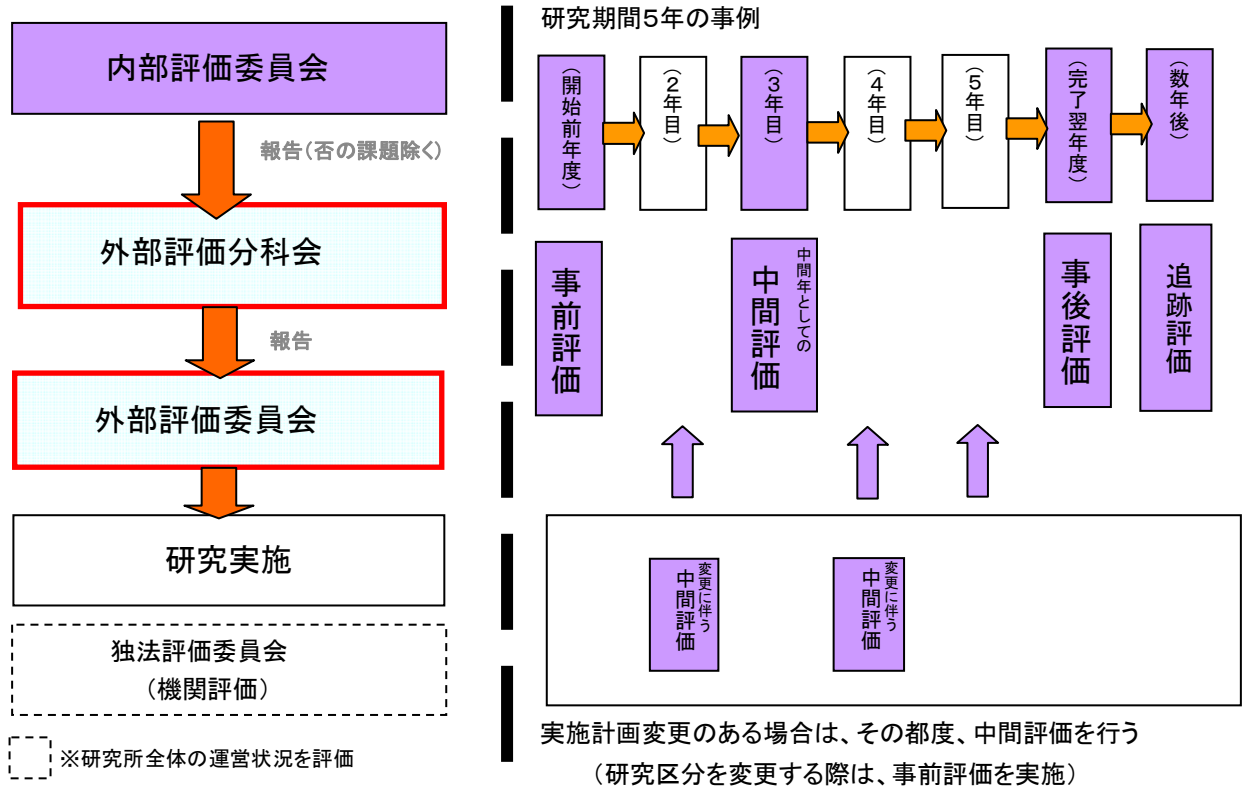 内部評価委員会
報告(否の課題除く)
外部評価分科会
報告
外部評価委員会
研究実施
独法評価委員会
(機関評価)
※研究所全体の運営状況を評価
研究期間5年の事例
(開始前年度)
(2年目)
(3年目)
(4年目)
(5年目)
(完了翌年度)
(数年後)
事前評価
中間年としての
中間評価
事後評価
追跡評価
変更に伴う
中間評価
変更に伴う
中間評価
実施計画変更のある場合は、その都度、中間評価を行う
(研究区分を変更する際は、事前評価を実施)